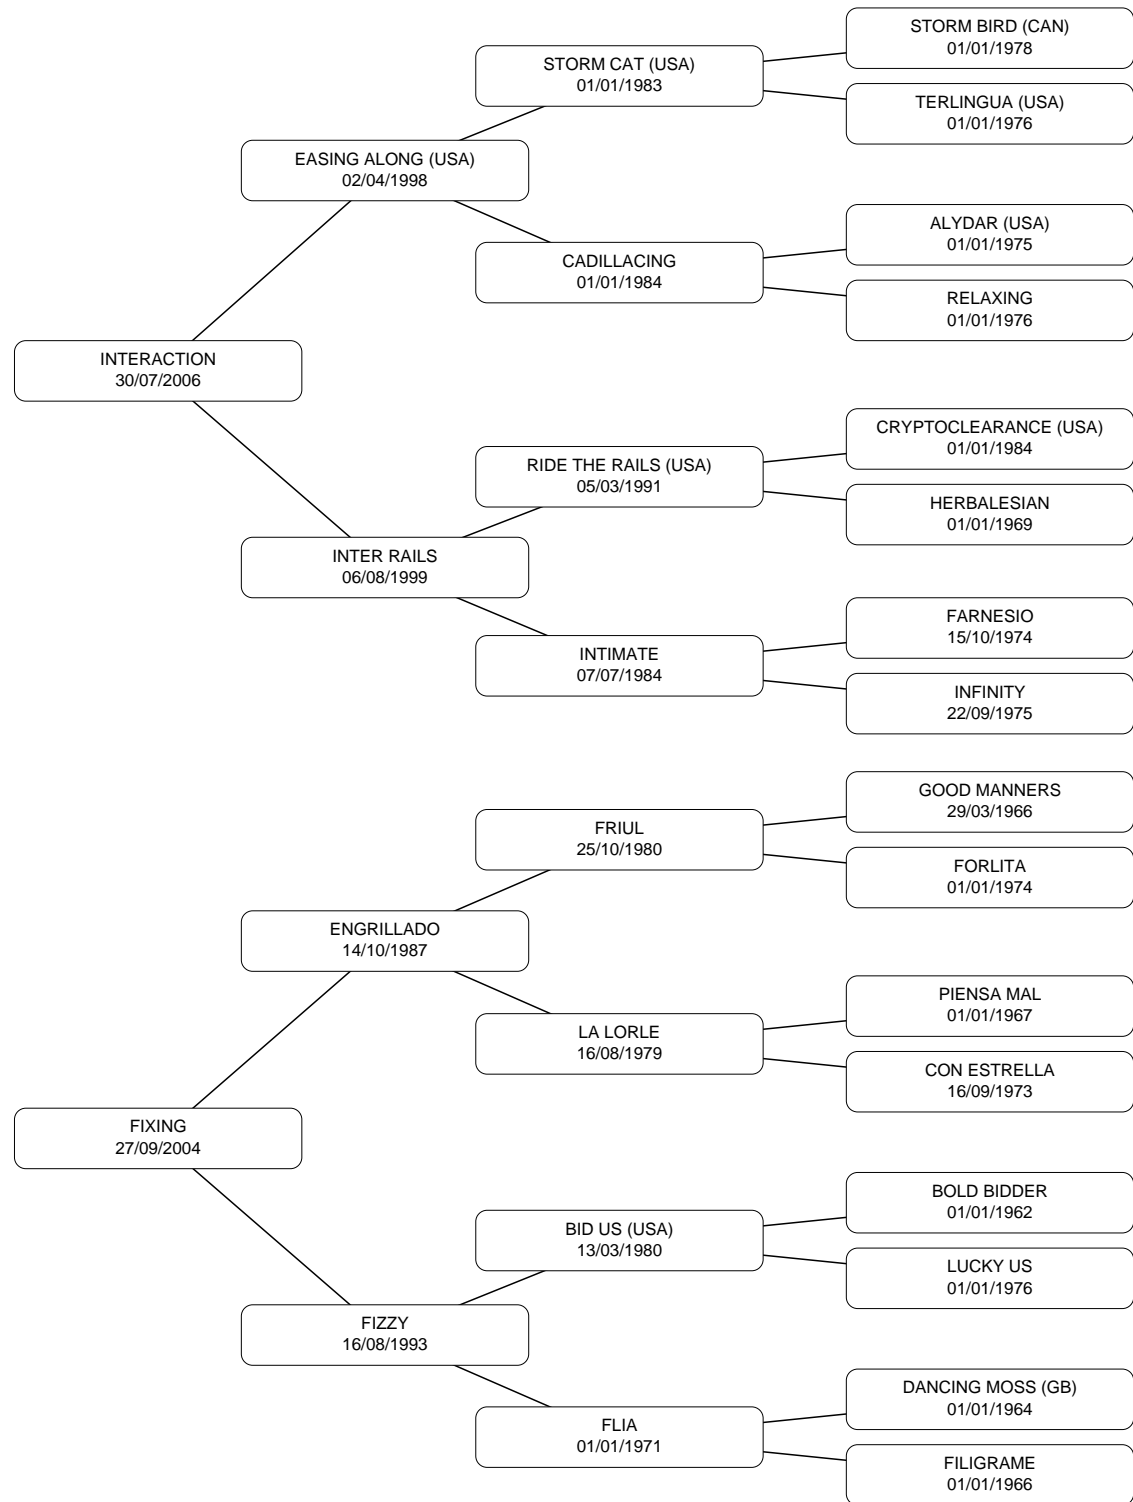 STORM BIRD (CAN)
01/01/1978
STORM CAT (USA)
01/01/1983
TERLINGUA (USA)
01/01/1976
EASING ALONG (USA)
02/04/1998
ALYDAR (USA)
01/01/1975
CADILLACING
01/01/1984
RELAXING
01/01/1976
INTERACTION
30/07/2006
CRYPTOCLEARANCE (USA)
01/01/1984
RIDE THE RAILS (USA)
05/03/1991
HERBALESIAN
01/01/1969
INTER RAILS
06/08/1999
FARNESIO
15/10/1974
INTIMATE
07/07/1984
INFINITY
22/09/1975
GOOD MANNERS
29/03/1966
FRIUL
25/10/1980
FORLITA
01/01/1974
ENGRILLADO
14/10/1987
PIENSA MAL
01/01/1967
LA LORLE
16/08/1979
CON ESTRELLA
16/09/1973
FIXING
27/09/2004
BOLD BIDDER
01/01/1962
BID US (USA)
13/03/1980
LUCKY US
01/01/1976
FIZZY
16/08/1993
DANCING MOSS (GB)
01/01/1964
FLIA
01/01/1971
FILIGRAME
01/01/1966